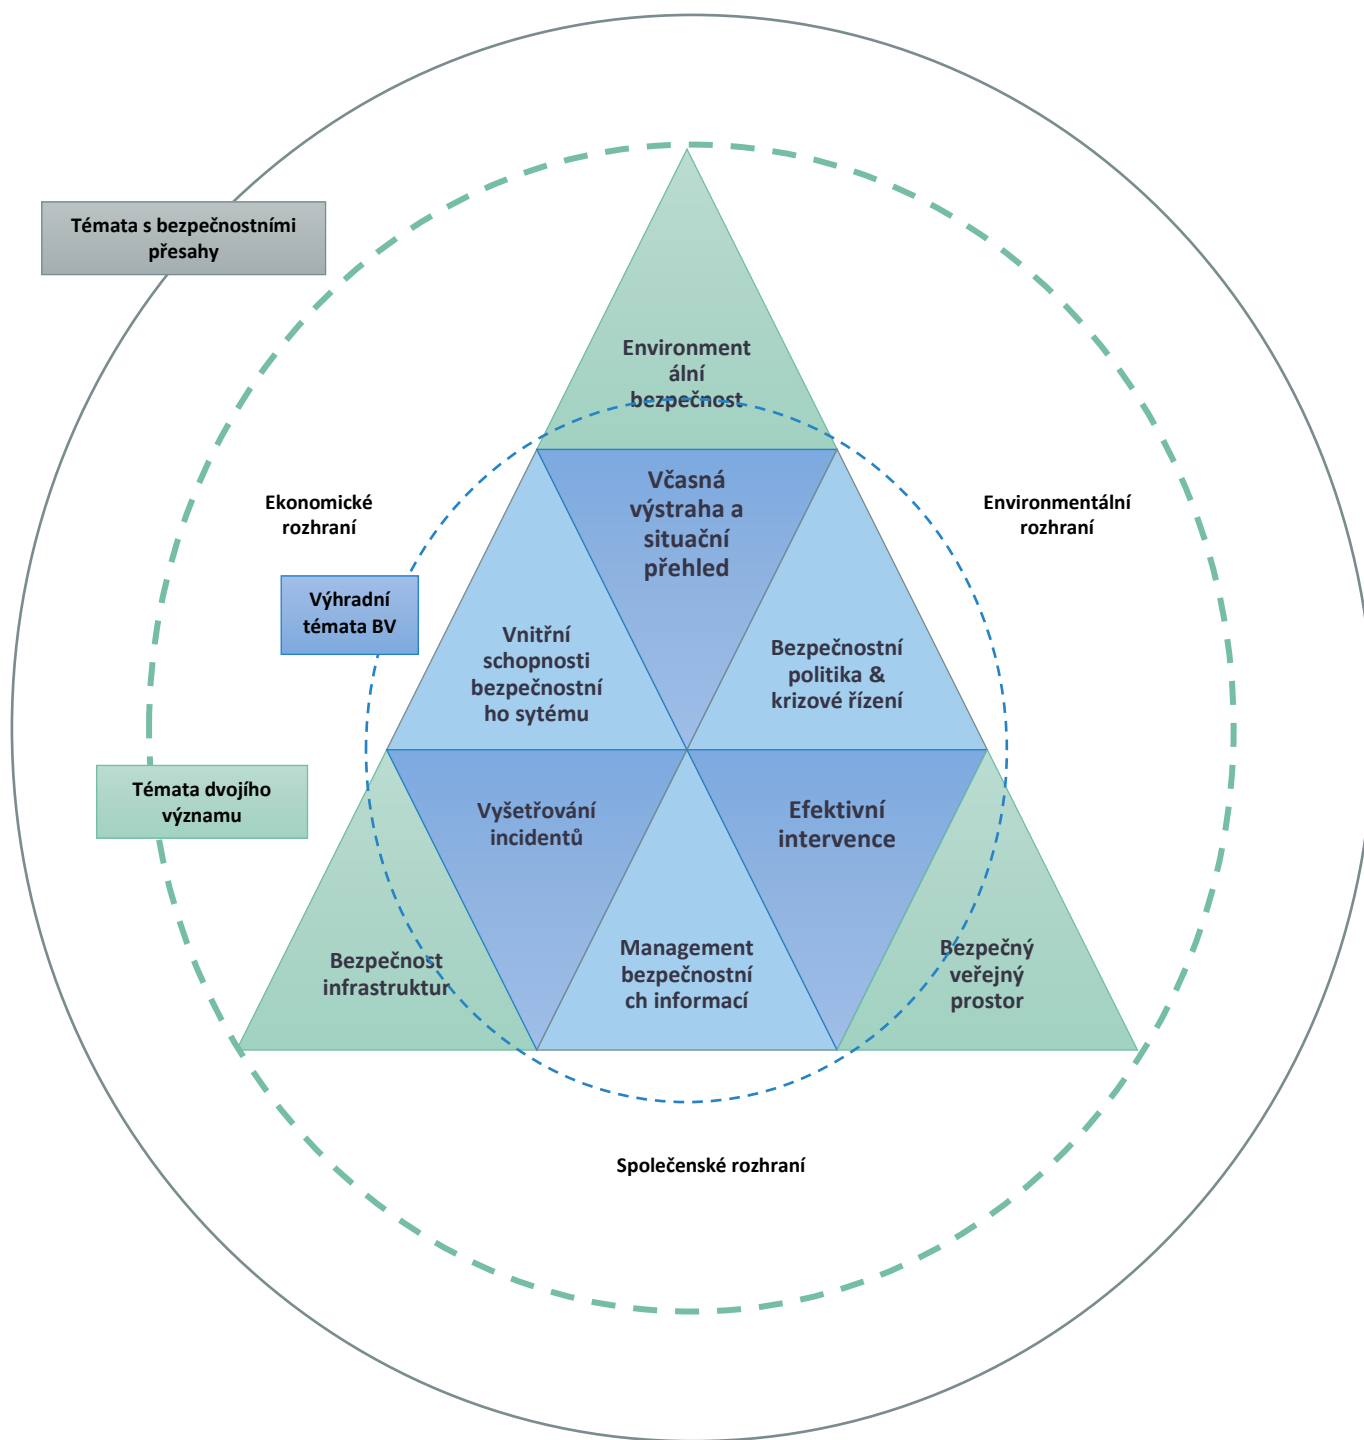 Témata s bezpečnostními
přesahy
Environment
ální
bezpečnost
Včasná
výstraha a
situační
přehled
Ekonomické
rozhraní
Environmentální
rozhraní
Výhradní
témata BV
Vnitřní
schopnosti
bezpečnostní
ho sytému
Bezpečnostní
politika &
krizové řízení
Témata dvojího
významu
Vyšetřování
incidentů
Efektivní
intervence
Bezpečnost
infrastruktur
Management
bezpečnostní
ch informací
Bezpečný
veřejný
prostor
Společenské rozhraní